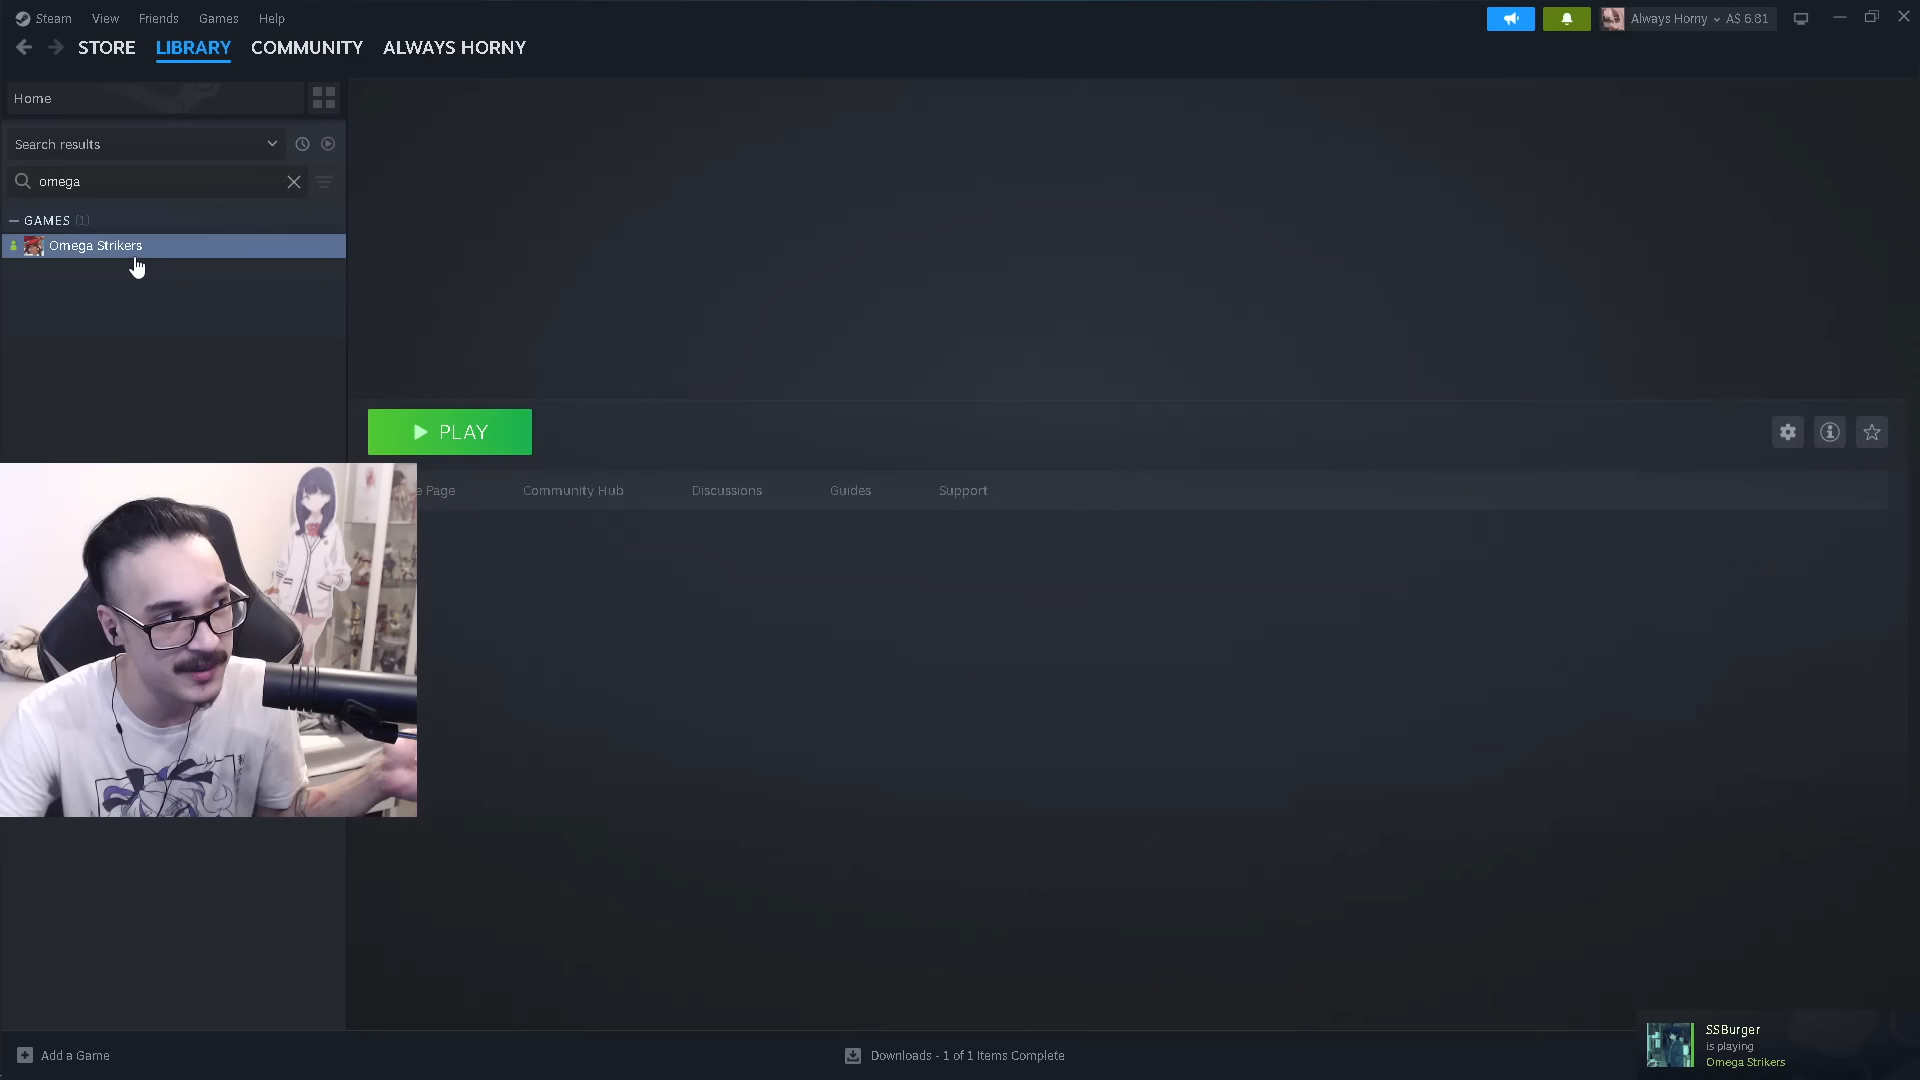 Steam View Friends Games Help
Always Horny A$ 6.81
STORE LIBRARY COMMUNITY ALWAYS HORNY
Home
Search results
omega
GAMES (1)
Omega Strikers
PLAY
e Page Community Hub Discussions Guides Support
SSBurger
is playing
Omega Strikers
Add a Game
Downloads - 1 of 1 Items Complete